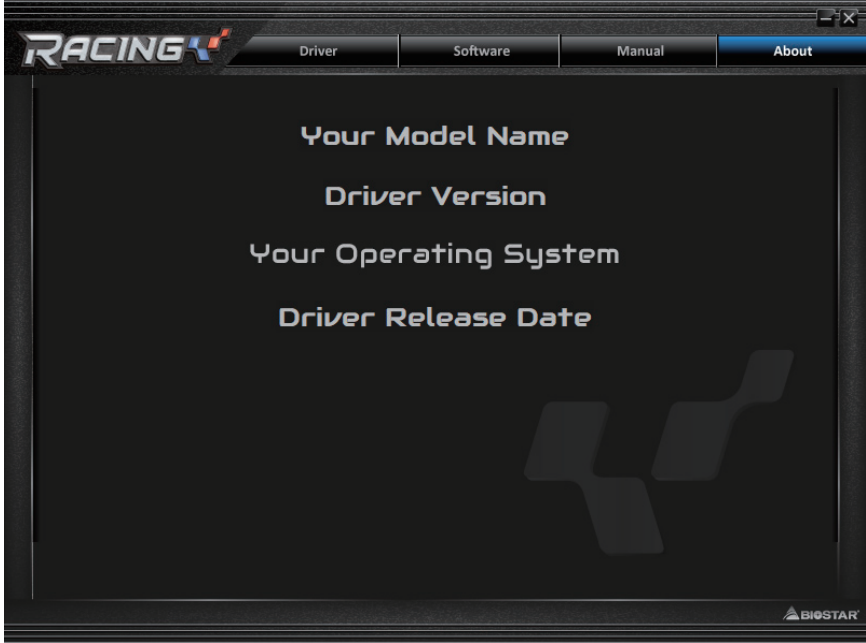 RACING
Driver Software Manual About
Your Model Name
Driver Version
Your Operating System
Driver Release Date
BIOSTAR